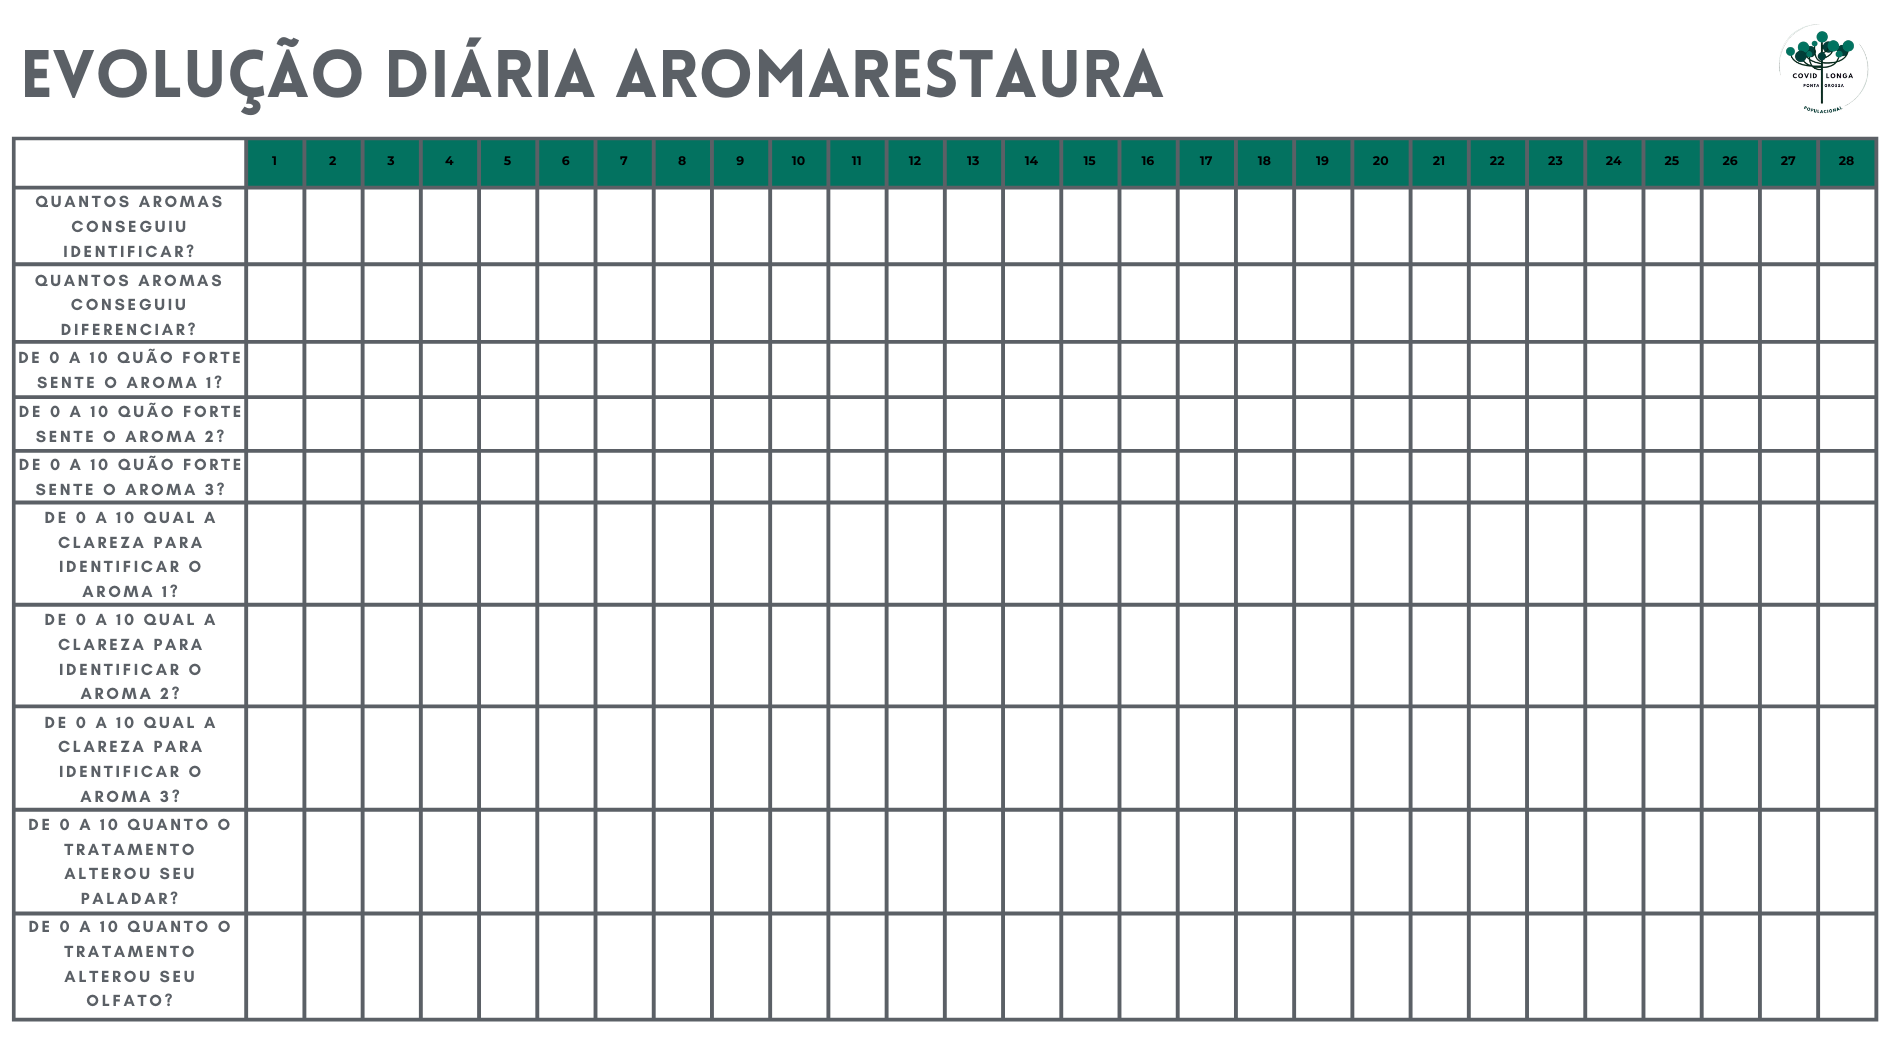 EVOLUÇÃO DIÁRIA AROMARESTAURA
COVID LONGA
PONTA GROSSA
POPULACIONAL
1 2 3 4 5 6 7 8 9 10 11 12 13 14 15 16 17 18 19 20 21 22 23 24 25 26 27 28
QUANTOS AROMAS
CONSEGUIU
IDENTIFICAR?
QUANTOS AROMAS
CONSEGUIU
DIFERENCIAR?
DE 0 A 10 QUÃO FORTE
SENTE O AROMA 1?
DE 0 A 10 QUÃO FORTE
SENTE O AROMA 2?
DE 0 A 10 QUÃO FORTE
SENTE O AROMA 3?
DE 0 A 10 QUAL A
CLAREZA PARA
IDENTIFICAR O
AROMA 1?
DE 0 A 10 QUAL A
CLAREZA PARA
IDENTIFICAR O
AROMA 2?
DE 0 A 10 QUAL A
CLAREZA PARA
IDENTIFICAR O
AROMA 3?
DE 0 A 10 QUANTO O
TRATAMENTO
ALTEROU SEU
PALADAR?
DE 0 A 10 QUANTO O
TRATAMENTO
ALTEROU SEU
OLFATO?